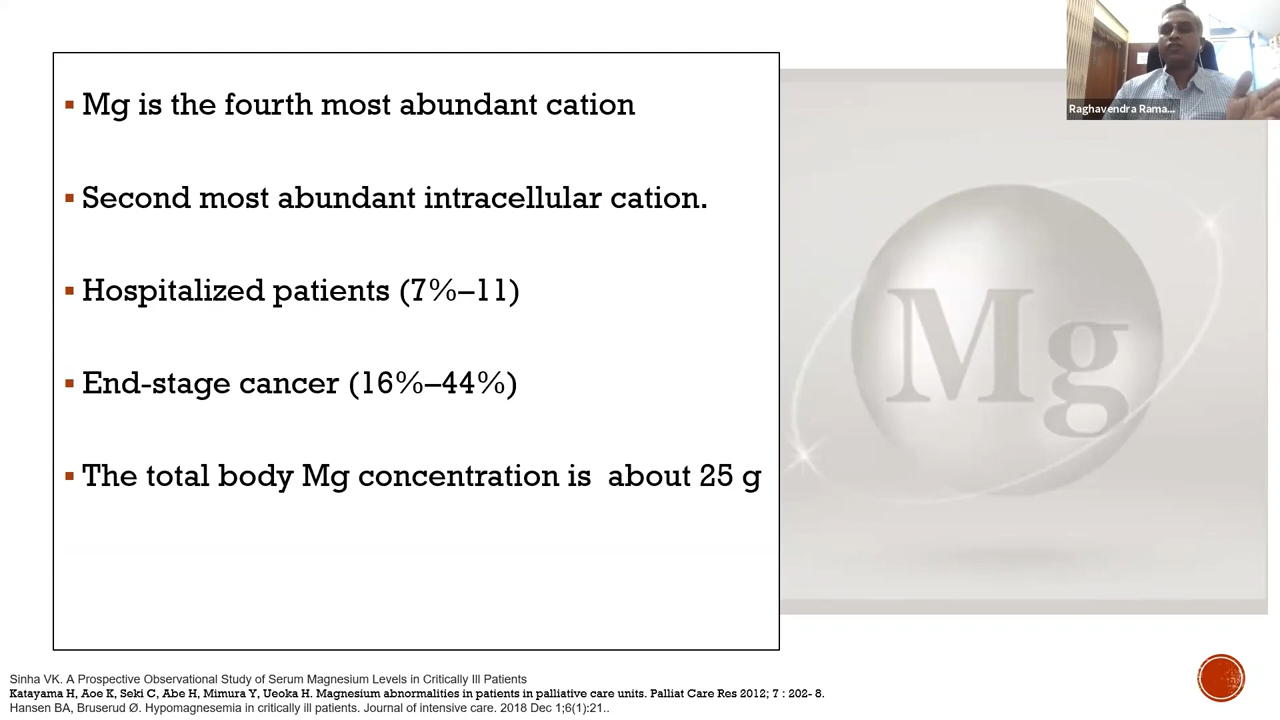 Mg is the fourth most abundant cation
Second most abundant intracellular cation.
Hospitalized patients (7%–11)
End-stage cancer (16%–44%)
The total body Mg concentration is  about 25 g
Mg
Raghavendra Rama...
Sinha VK. A Prospective Observational Study of Serum Magnesium Levels in Critically Ill Patients
Katayama H, Aoe K, Seki C, Abe H, Mimura Y, Ueoka H. Magnesium abnormalities in patients in palliative care units. Palliat Care Res 2012; 7 : 202- 8.
Hansen BA, Bruserud Ø. Hypomagnesemia in critically ill patients. Journal of intensive care. 2018 Dec 1;6(1):21..